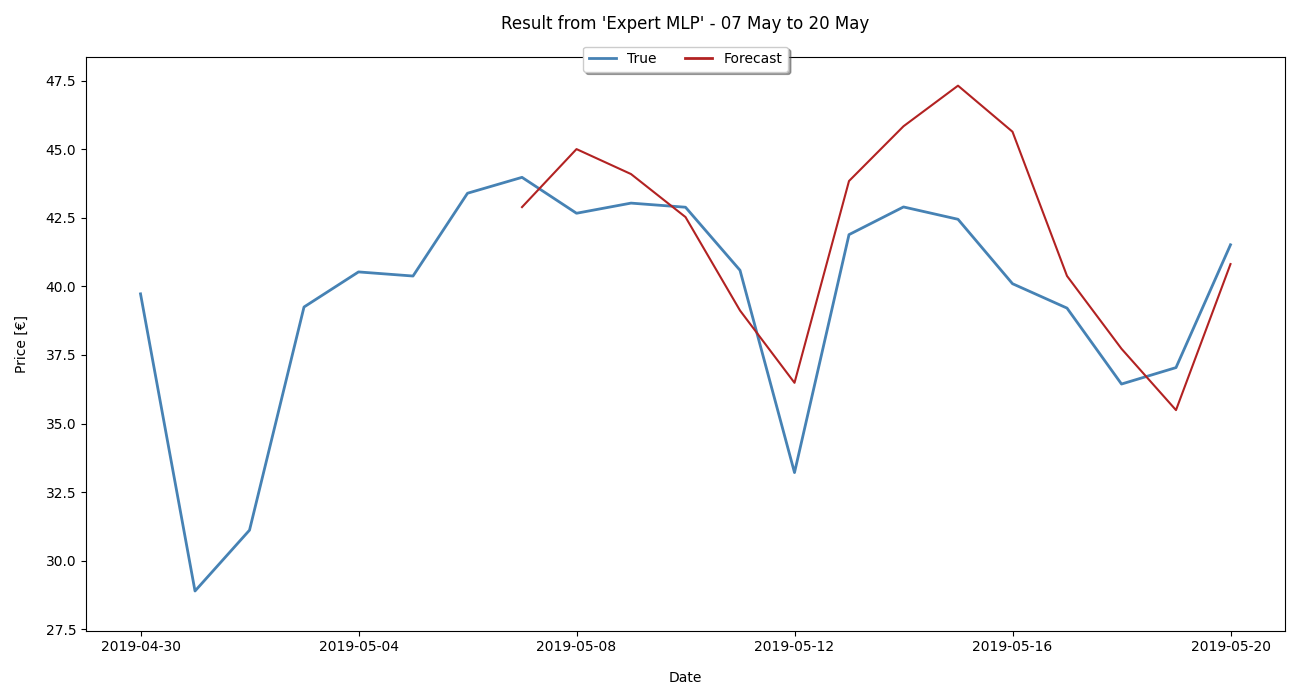 Result from 'Expert MLP' - 07 May to 20 May
True Forecast
47.5
45.0
42.5
40.0
37.5
35.0
32.5
30.0
27.5
Price [€]
2019-04-30 2019-05-04 2019-05-08 2019-05-12 2019-05-16 2019-05-20
Date